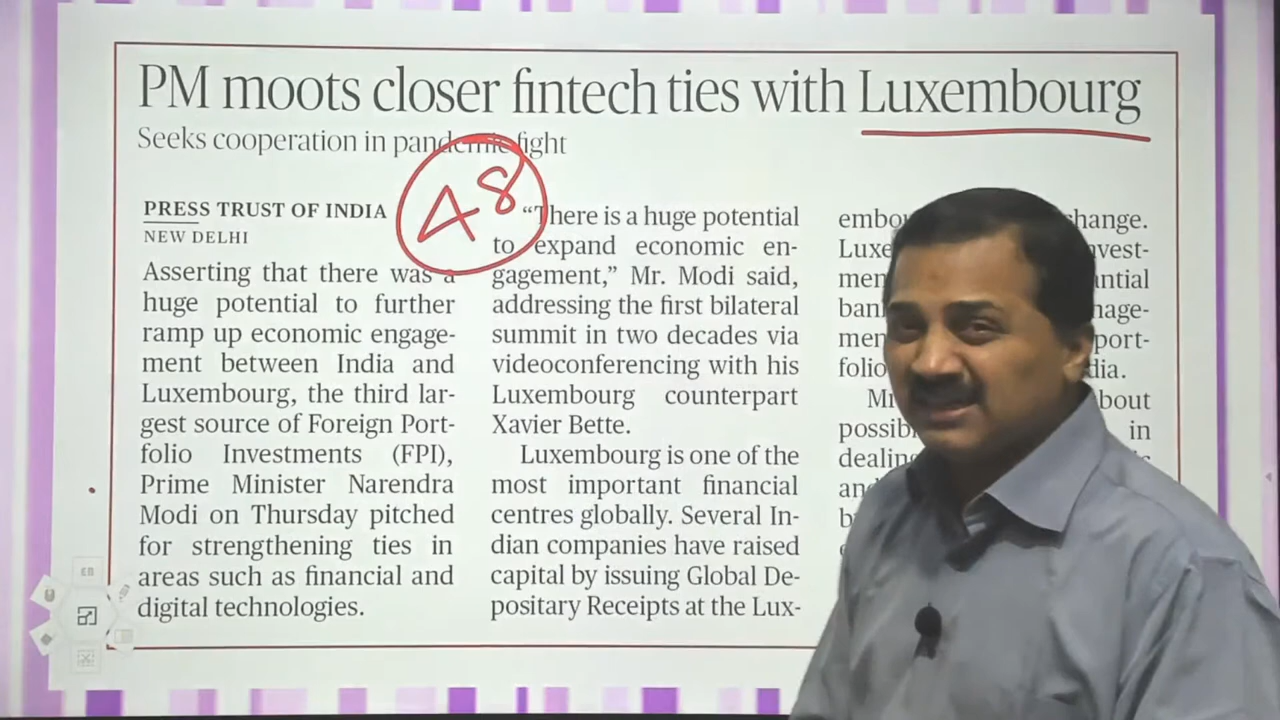 PM moots closer fintech ties with Luxembourg
Seeks cooperation in pandemic fight
48
PRESS TRUST OF INDIA
NEW DELHI
Asserting that there was a
huge potential to further
ramp up economic engage-
ment between India and
Luxembourg, the third lar-
gest source of Foreign Port-
folio Investments (FPI),
Prime Minister Narendra
Modi on Thursday pitched
for strengthening ties in
areas such as financial and
digital technologies.
“There is a huge potential
to expand economic en-
gagement,” Mr. Modi said,
addressing the first bilateral
summit in two decades via
videoconferencing with his
Luxembourg counterpart
Xavier Bette.
Luxembourg is one of the
most important financial
centres globally. Several In-
dian companies have raised
capital by issuing Global De-
positary Receipts at the Lux-